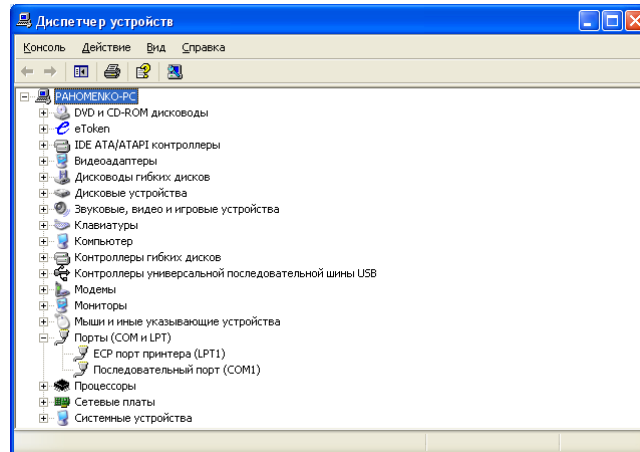 Диспетчер устройств
Консоль Действие Вид Справка
PAHOMENKO-PC
DVD и CD-ROM дисководы
eToken
IDE ATA/ATAPI контроллеры
Видеоадаптеры
Дисководы гибких дисков
Дисковые устройства
Звуковые, видео и игровые устройства
Клавиатуры
Компьютер
Контроллеры гибких дисков
Контроллеры универсальной последовательной шины USB
Модемы
Мониторы
Мыши и иные указывающие устройства
Порты (COM и LPT)
ECP порт принтера (LPT1)
Последовательный порт (COM1)
Процессоры
Сетевые платы
Системные устройства